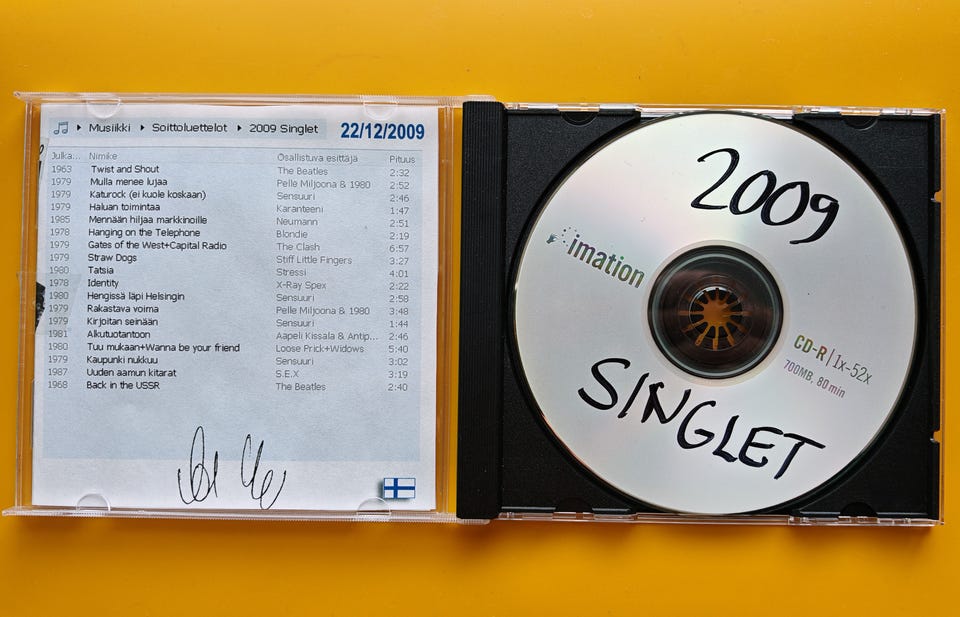 Musiikki ▸ Soittoluettelot ▸ 2009 Singlet 22/12/2009
Julka... Nimike Osallistuva esittäjä Pituus
1963 Twist and Shout The Beatles 2:32
1979 Mulla menee lujaa Pelle Miljoona & 1980 2:52
1979 Katurock (ei kuole koskaan) Sensuuri 2:46
1979 Haluan toimintaa Karanteeni 1:47
1985 Mennään hiljaa markkinoille Neumann 2:51
1978 Hanging on the Telephone Blondie 2:19
1979 Gates of the West+Capital Radio The Clash 6:57
1979 Straw Dogs Stiff Little Fingers 3:27
1980 Tatsia Stressi 4:01
1978 Identity X-Ray Spex 2:22
1980 Hengissä läpi Helsingin Sensuuri 2:58
1979 Rakastava voima Pelle Miljoona & 1980 3:48
1979 Kirjoitan seinään Sensuuri 1:44
1981 Alkutuotantoon Aapeli Kissala & Antip... 2:46
1980 Tuu mukaan+Wanna be your friend Loose Prick+Widows 5:40
1979 Kaupunki nukkuu Sensuuri 3:02
1987 Uuden aamun kitarat S.E.X 3:19
1968 Back in the USSR The Beatles 2:40
2009
imation
CD-R | 1x-52x
700MB, 80 min
SINGLET